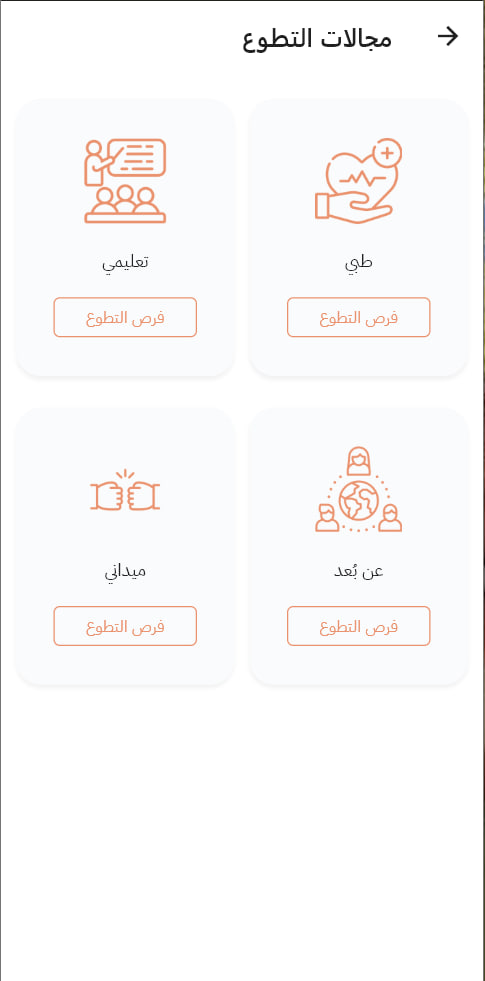 مجالات التطوع
طبي
فرص التطوع
تعليمي
فرص التطوع
عن بُعد
فرص التطوع
ميداني
فرص التطوع